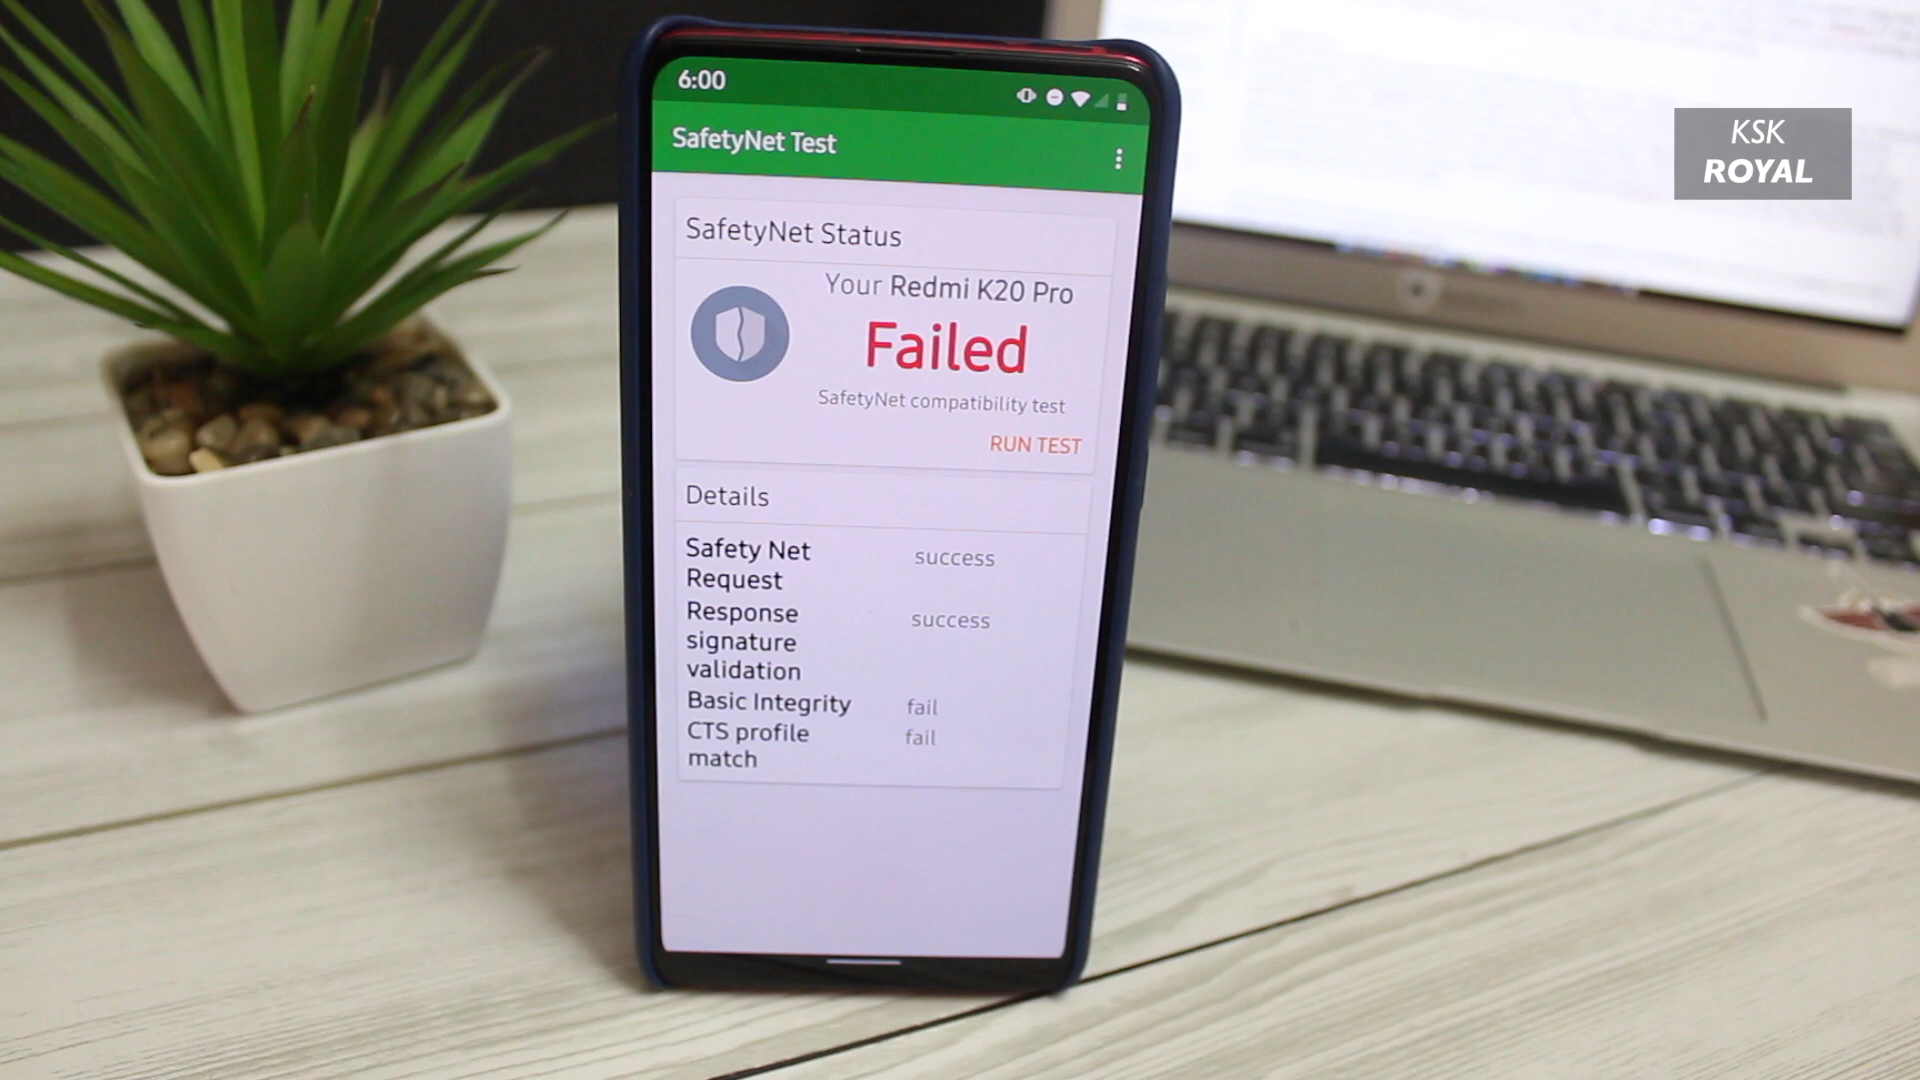 6:00
SafetyNet Test
KSK
ROYAL
SafetyNet Status
Your Redmi K20 Pro
Failed
SafetyNet compatibility test
RUN TEST
Details
Safety Net
Request
success
Response
signature
validation
success
Basic Integrity
fail
CTS profile
match
fail